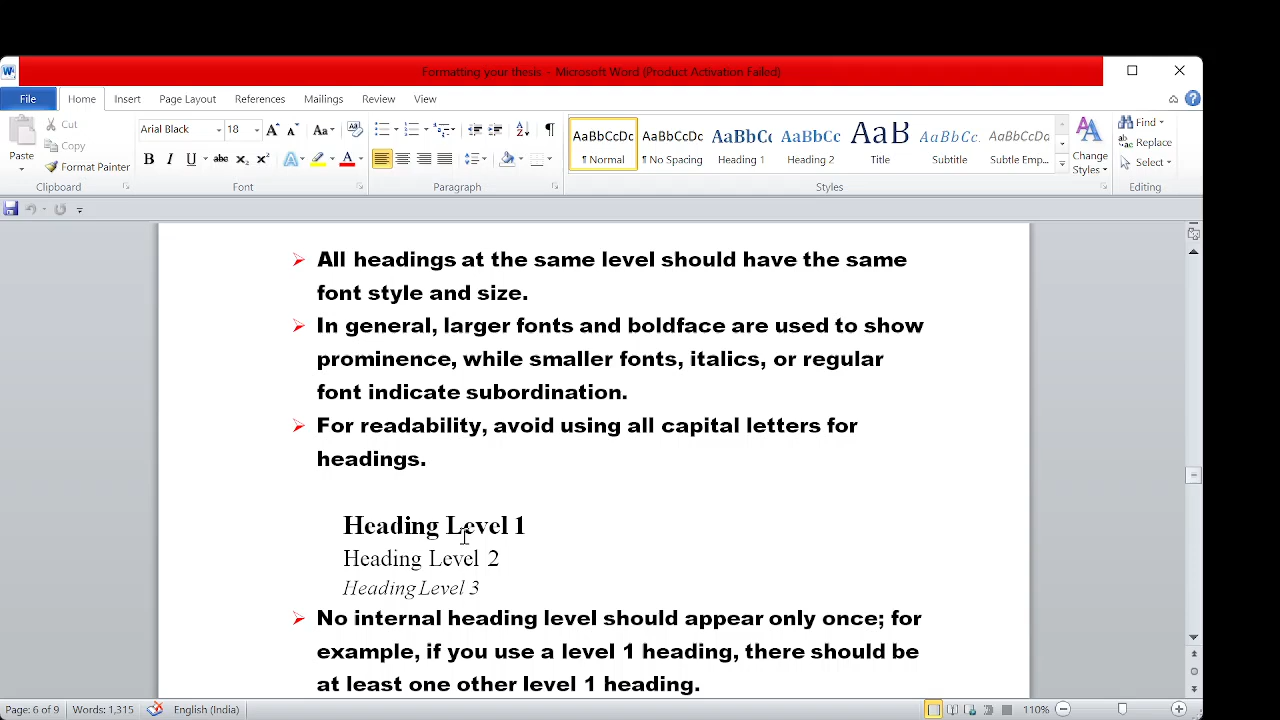 Formatting your thesis - Microsoft Word (Product Activation Failed)
File Home Insert Page Layout References Mailings Review View
Paste Cut Copy Format Painter
Arial Black 18
AaBbCcDc AaBbCcDc AaBbCc AaBbCc AaB AaBbCc. AaBbCcDa
¶ Normal ¶ No Spacing Heading 1 Heading 2 Title Subtitle Subtle Emp...
Change Styles
Find Replace Select
Clipboard Font Paragraph Styles Editing
All headings at the same level should have the same
font style and size.
In general, larger fonts and boldface are used to show
prominence, while smaller fonts, italics, or regular
font indicate subordination.
For readability, avoid using all capital letters for
headings.
Heading Level 1
Heading Level 2
Heading Level 3
No internal heading level should appear only once; for
example, if you use a level 1 heading, there should be
at least one other level 1 heading.
Page: 6 of 9 Words: 1,315 English (India) 110%